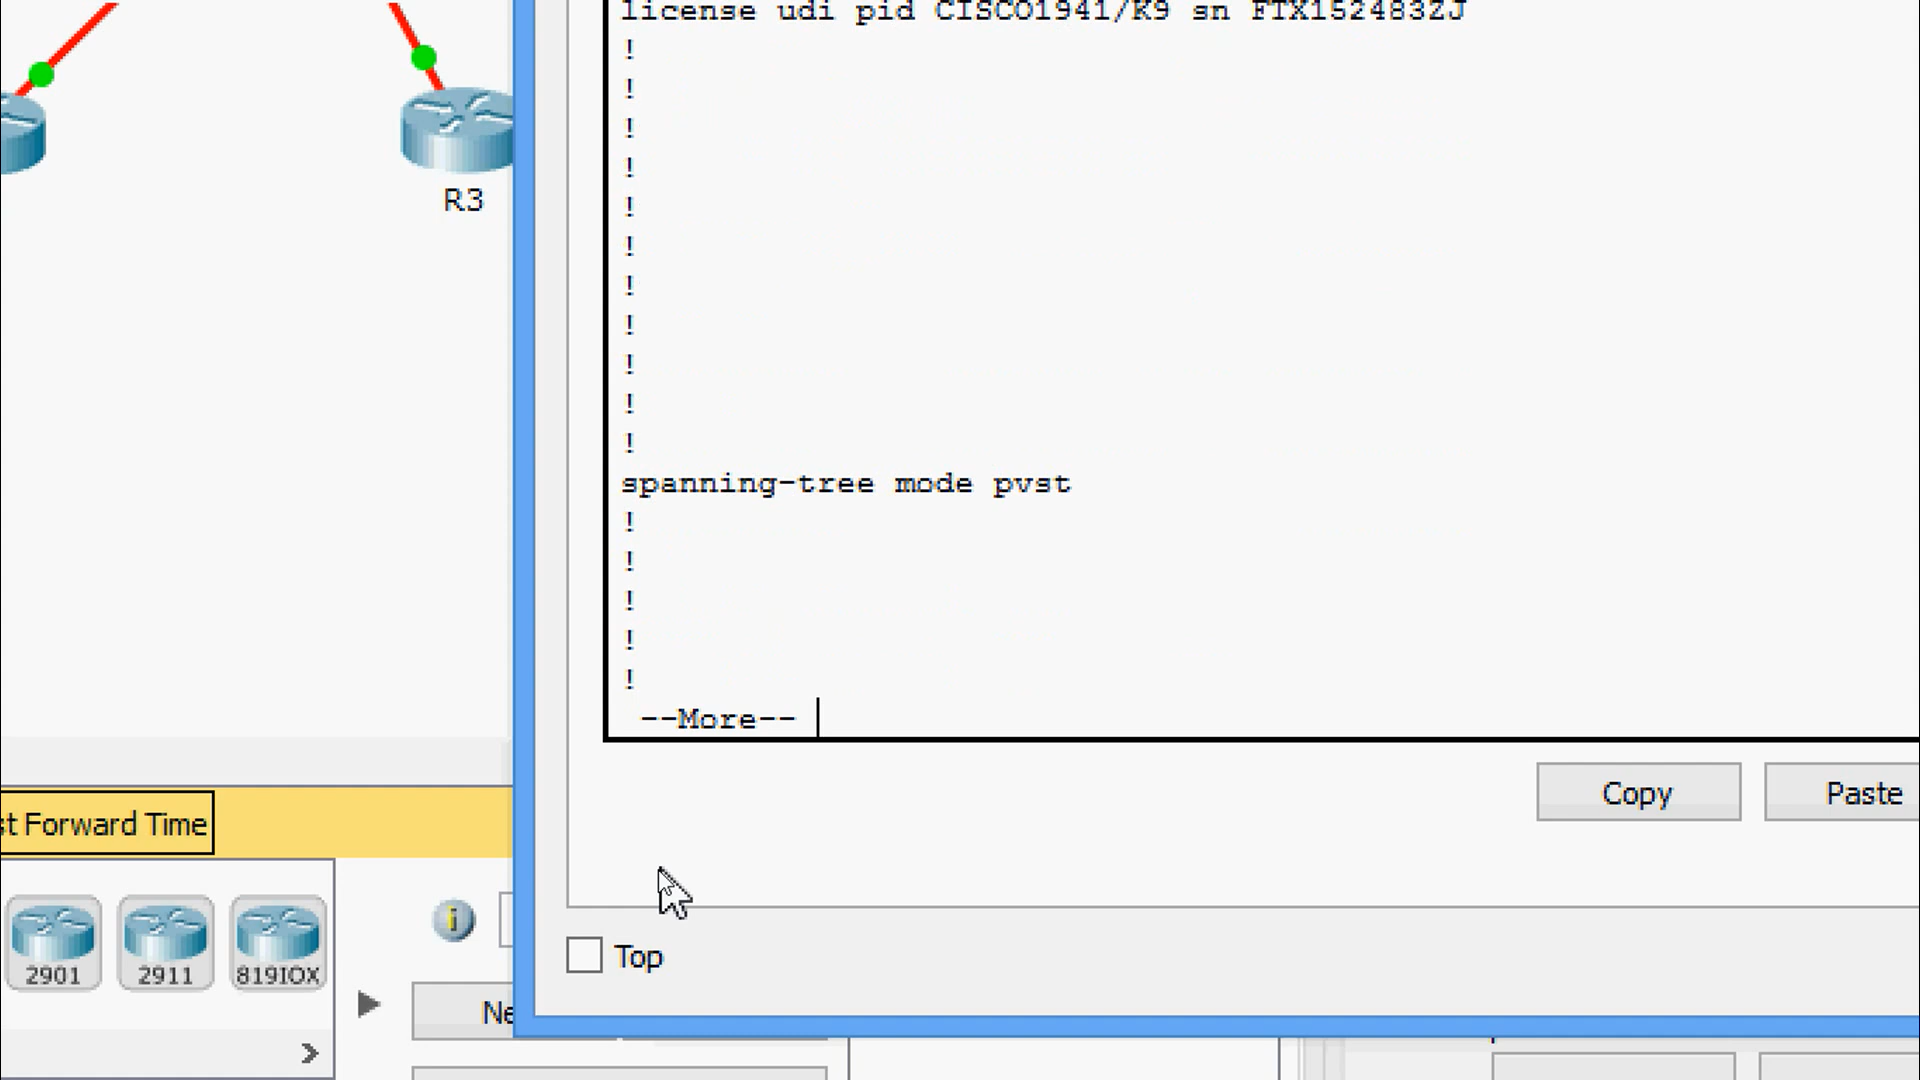 license udi pid CISCO1941/K9 sn FTX152483ZJ
!
!
!
!
!
!
!
!
!
!
!
spanning-tree mode pvst
!
!
!
!
!
--More--
R3
Copy
Paste
st Forward Time
2901
2911
819IOX
i
Top
Ne
>